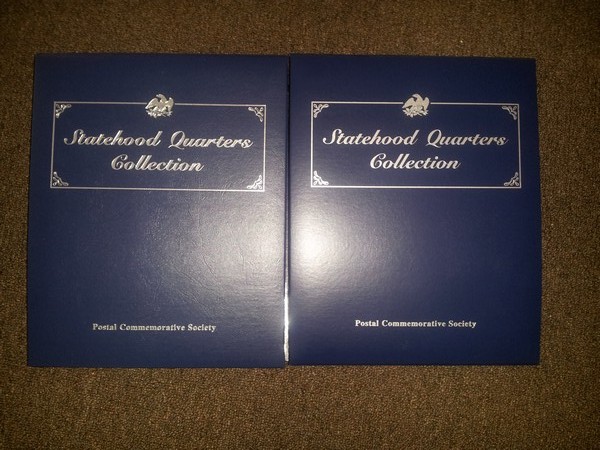 Statehood Quarters
Collection
Postal Commemorative Society
Statehood Quarters
Collection
Postal Commemorative Society